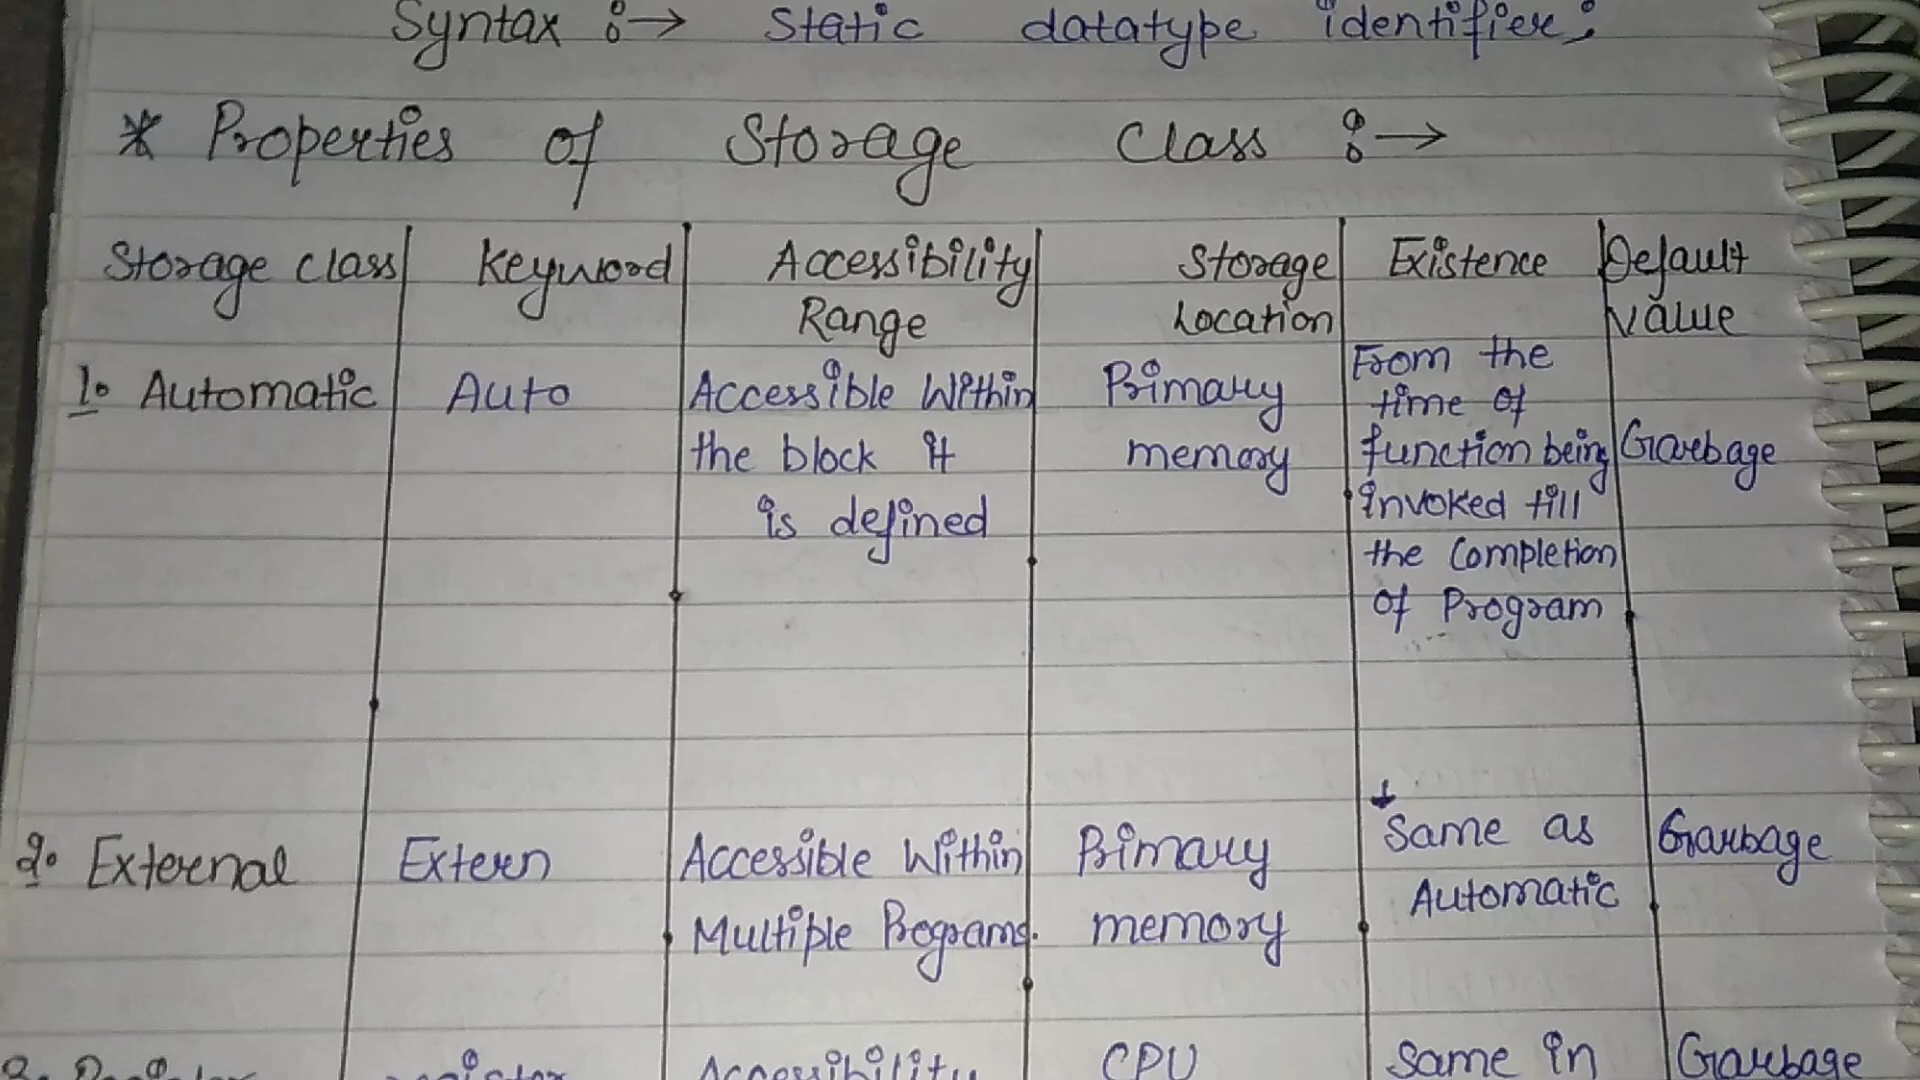 Syntax :→ Static datatype identifier;
* Properties of Storage Class :→
Storage class Keyword Accessibility Range Storage Location Existence Default Value
1. Automatic Auto Accessible Within the block it is defined Primary memory From the time of function being invoked till the Completion of Program Garbage
2. External Extern Accessible Within Multiple Programs. Primary memory Same as Automatic Garbage
Accessibility CPU Same in Garbage